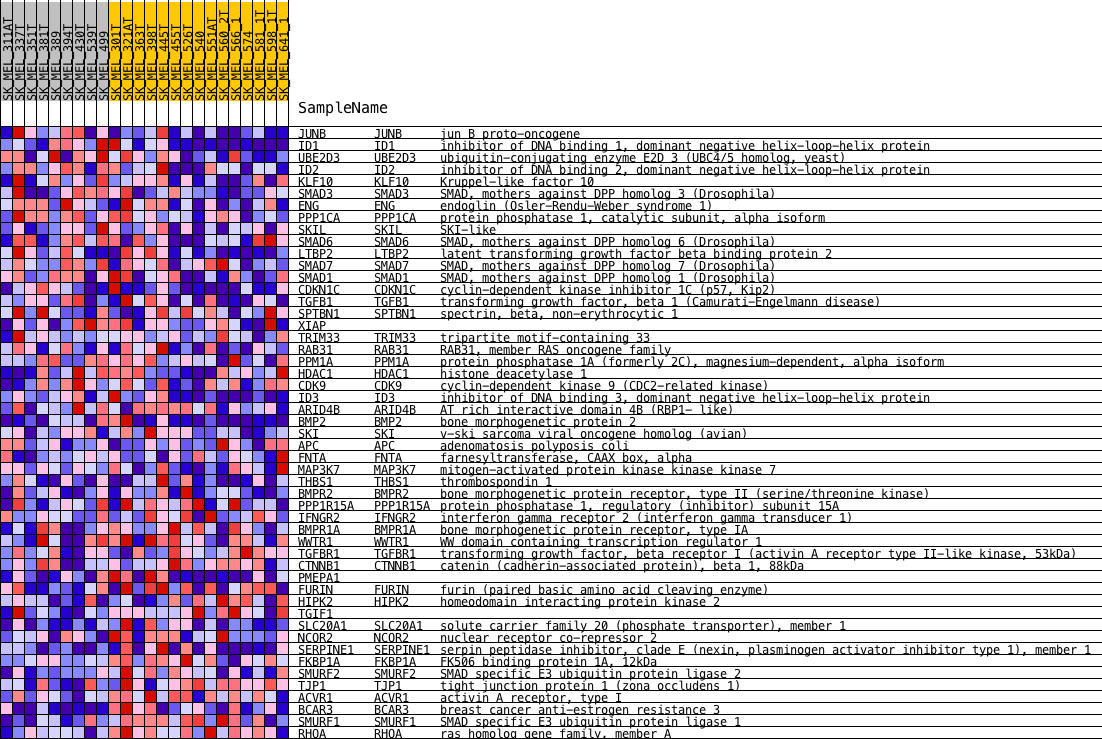 SK_MEL_311AT
SK_MEL_337T
SK_MEL_351T
SK_MEL_381T
SK_MEL_389
SK_MEL_394T
SK_MEL_430T
SK_MEL_539T
SK_MEL_499
SK_MEL_301T
SK_MEL_321AT
SK_MEL_363T
SK_MEL_398T
SK_MEL_445T
SK_MEL_455T
SK_MEL_526T
SK_MEL_540
SK_MEL_551AT
SK_MEL_560_2T
SK_MEL_566_1
SK_MEL_574
SK_MEL_581_1T
SK_MEL_598_1T
SK_MEL_641_1
SampleName
JUNB JUNB jun B proto-oncogene
ID1 ID1 inhibitor of DNA binding 1, dominant negative helix-loop-helix protein
UBE2D3 UBE2D3 ubiquitin-conjugating enzyme E2D 3 (UBC4/5 homolog, yeast)
ID2 ID2 inhibitor of DNA binding 2, dominant negative helix-loop-helix protein
KLF10 KLF10 Kruppel-like factor 10
SMAD3 SMAD3 SMAD, mothers against DPP homolog 3 (Drosophila)
ENG ENG endoglin (Osler-Rendu-Weber syndrome 1)
PPP1CA PPP1CA protein phosphatase 1, catalytic subunit, alpha isoform
SKIL SKIL SKI-like
SMAD6 SMAD6 SMAD, mothers against DPP homolog 6 (Drosophila)
LTBP2 LTBP2 latent transforming growth factor beta binding protein 2
SMAD7 SMAD7 SMAD, mothers against DPP homolog 7 (Drosophila)
SMAD1 SMAD1 SMAD, mothers against DPP homolog 1 (Drosophila)
CDKN1C CDKN1C cyclin-dependent kinase inhibitor 1C (p57, Kip2)
TGFB1 TGFB1 transforming growth factor, beta 1 (Camurati-Engelmann disease)
SPTBN1 SPTBN1 spectrin, beta, non-erythrocytic 1
XIAP
TRIM33 TRIM33 tripartite motif-containing 33
RAB31 RAB31 RAB31, member RAS oncogene family
PPM1A PPM1A protein phosphatase 1A (formerly 2C), magnesium-dependent, alpha isoform
HDAC1 HDAC1 histone deacetylase 1
CDK9 CDK9 cyclin-dependent kinase 9 (CDC2-related kinase)
ID3 ID3 inhibitor of DNA binding 3, dominant negative helix-loop-helix protein
ARID4B ARID4B AT rich interactive domain 4B (RBP1- like)
BMP2 BMP2 bone morphogenetic protein 2
SKI SKI v-ski sarcoma viral oncogene homolog (avian)
APC APC adenomatosis polyposis coli
FNTA FNTA farnesyltransferase, CAAX box, alpha
MAP3K7 MAP3K7 mitogen-activated protein kinase kinase kinase 7
THBS1 THBS1 thrombospondin 1
BMPR2 BMPR2 bone morphogenetic protein receptor, type II (serine/threonine kinase)
PPP1R15A PPP1R15A protein phosphatase 1, regulatory (inhibitor) subunit 15A
IFNGR2 IFNGR2 interferon gamma receptor 2 (interferon gamma transducer 1)
BMPR1A BMPR1A bone morphogenetic protein receptor, type IA
WWTR1 WWTR1 WW domain containing transcription regulator 1
TGFBR1 TGFBR1 transforming growth factor, beta receptor I (activin A receptor type II-like kinase, 53kDa)
CTNNB1 CTNNB1 catenin (cadherin-associated protein), beta 1, 88kDa
PMEPA1
FURIN FURIN furin (paired basic amino acid cleaving enzyme)
HIPK2 HIPK2 homeodomain interacting protein kinase 2
TGIF1
SLC20A1 SLC20A1 solute carrier family 20 (phosphate transporter), member 1
NCOR2 NCOR2 nuclear receptor co-repressor 2
SERPINE1 SERPINE1 serpin peptidase inhibitor, clade E (nexin, plasminogen activator inhibitor type 1), member 1
FKBP1A FKBP1A FK506 binding protein 1A, 12kDa
SMURF2 SMURF2 SMAD specific E3 ubiquitin protein ligase 2
TJP1 TJP1 tight junction protein 1 (zona occludens 1)
ACVR1 ACVR1 activin A receptor, type I
BCAR3 BCAR3 breast cancer anti-estrogen resistance 3
SMURF1 SMURF1 SMAD specific E3 ubiquitin protein ligase 1
RHOA RHOA ras homolog gene family, member A